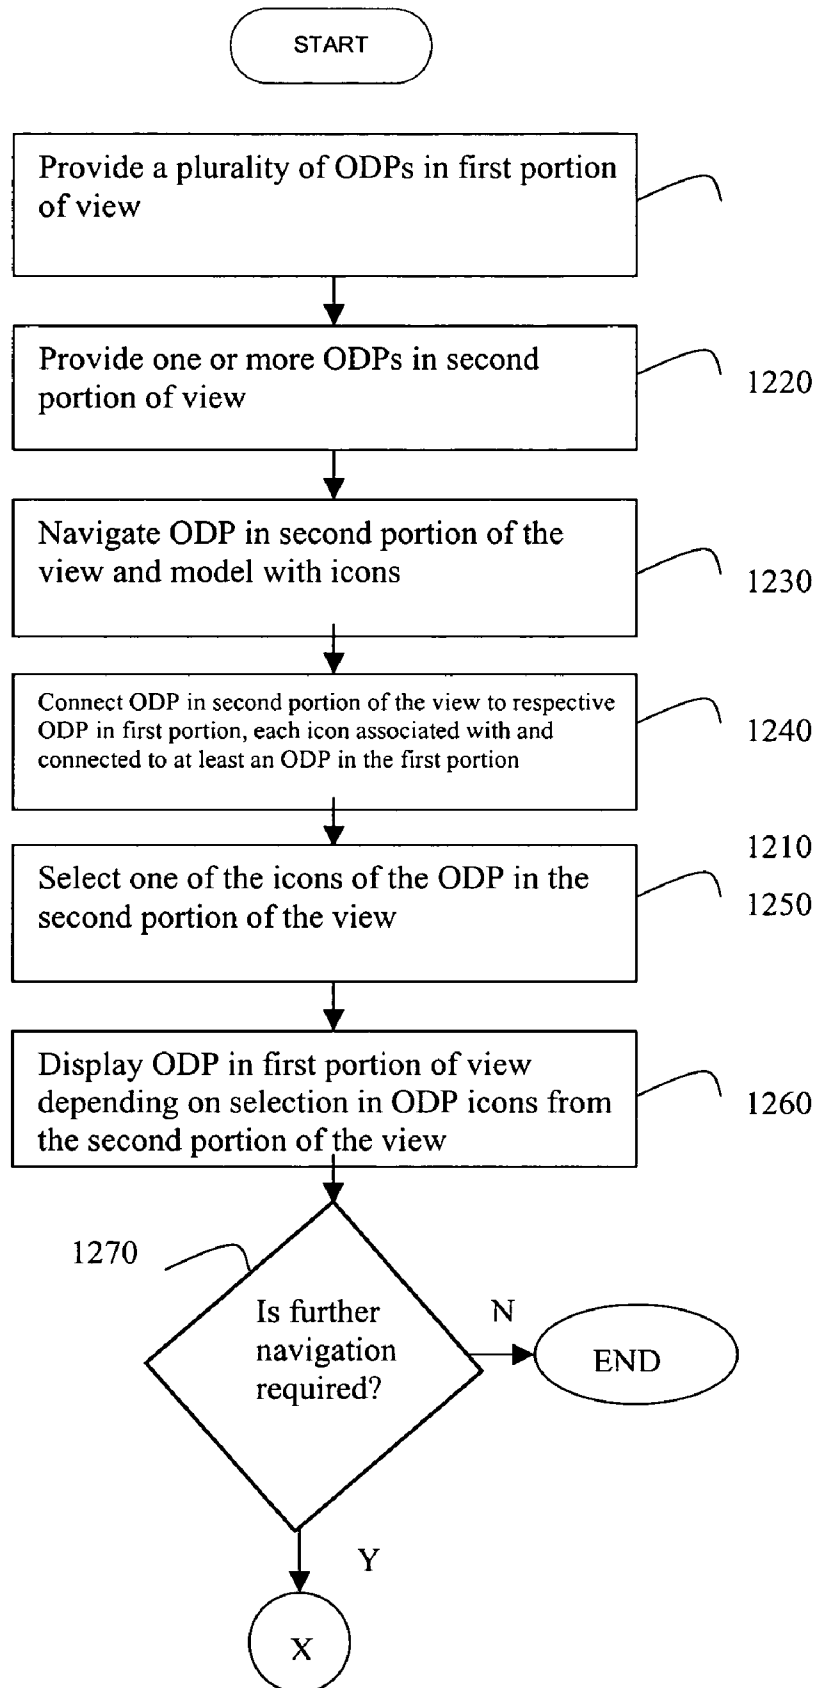 START
Provide a plurality of ODPs in first portion
of view
Provide one or more ODPs in second
portion of view
1220
Navigate ODP in second portion of the
view and model with icons
1230
Connect ODP in second portion of the view to respective
ODP in first portion, each icon associated with and
connected to at least an ODP in the first portion
1240
1210
Select one of the icons of the ODP in the
second portion of the view
1250
Display ODP in first portion of view
depending on selection in ODP icons from
the second portion of the view
1260
1270
Is further
navigation
required?
N
END
Y
X